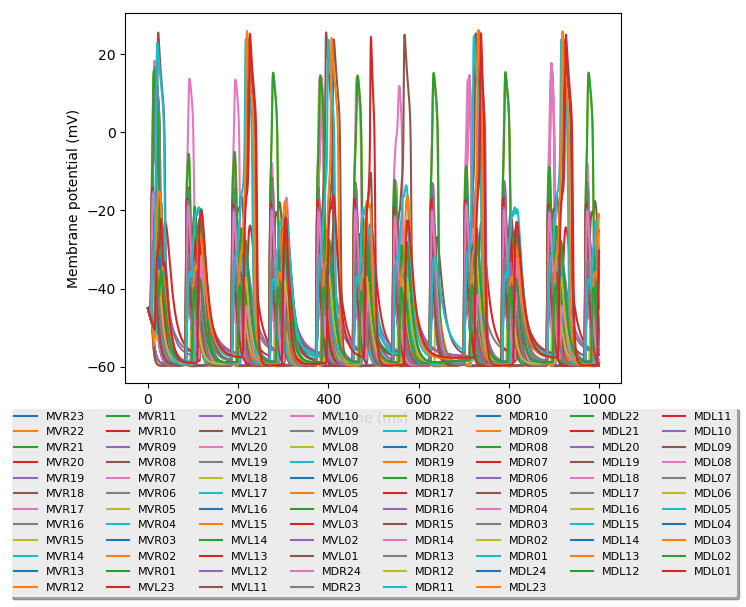 20
0
−20
−40
−60
Membrane potential (mV)
0 200 400 600 800 1000
(ms)
MVR23 MVR11 MVL22 MVL10 MDR22 MDR10 MDL22 MDL11
MVR22 MVR10 MVL21 MVL09 MDR21 MDR09 MDL21 MDL10
MVR21 MVR09 MVL20 MVL08 MDR20 MDR08 MDL20 MDL09
MVR20 MVR08 MVL19 MVL07 MDR19 MDR07 MDL19 MDL08
MVR19 MVR07 MVL18 MVL06 MDR18 MDR06 MDL18 MDL07
MVR18 MVR06 MVL17 MVL05 MDR17 MDR05 MDL17 MDL06
MVR17 MVR05 MVL16 MVL04 MDR16 MDR04 MDL16 MDL05
MVR16 MVR04 MVL15 MVL03 MDR15 MDR03 MDL15 MDL04
MVR15 MVR03 MVL14 MVL02 MDR14 MDR02 MDL14 MDL03
MVR14 MVR02 MVL13 MVL01 MDR13 MDR01 MDL13 MDL02
MVR13 MVR01 MVL12 MDR24 MDR12 MDL24 MDL12 MDL01
MVR12 MVL23 MVL11 MDR23 MDR11 MDL23